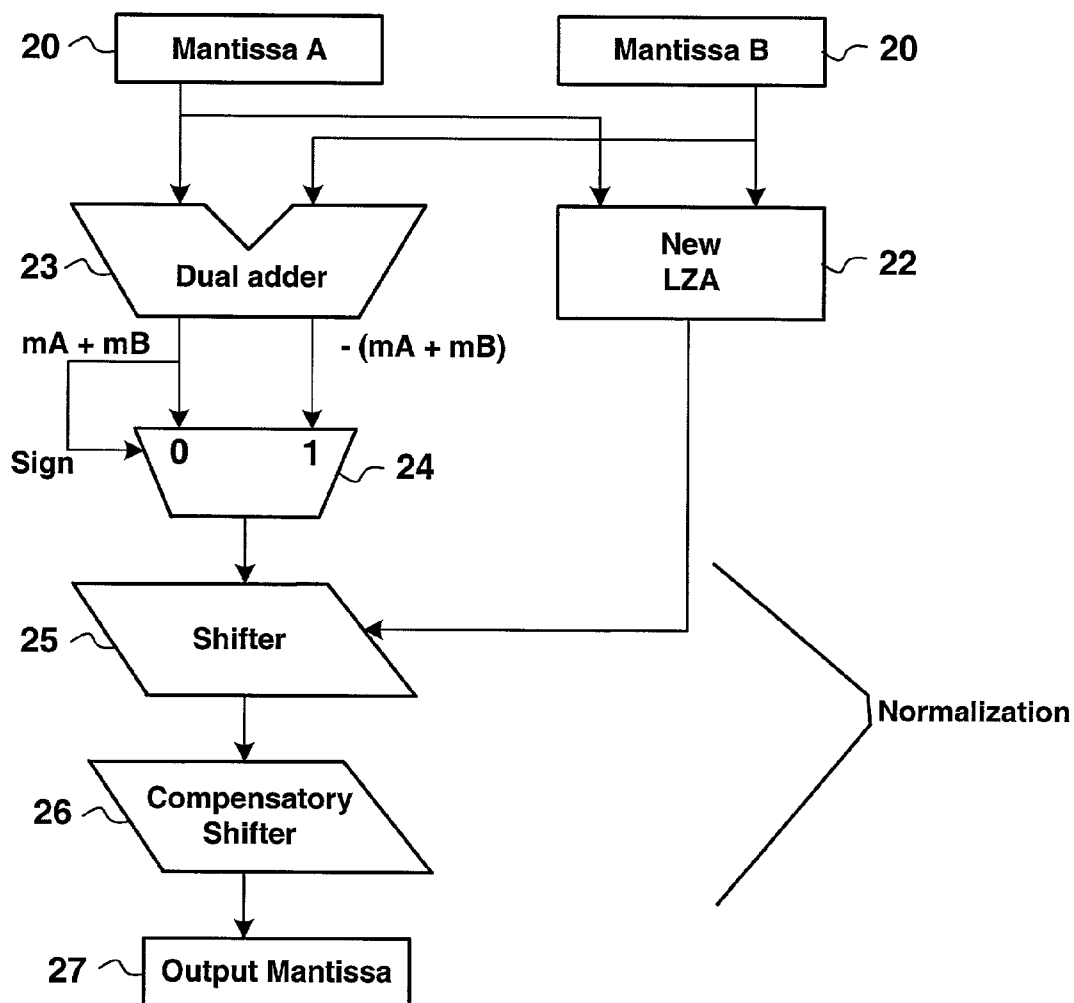 20
Mantissa A
Mantissa B
20
New
LZA
22
23
Dual adder
mA + mB
- (mA + mB)
Sign
0
1
24
25
Shifter
Normalization
26
Compensatory
Shifter
27
Output Mantissa